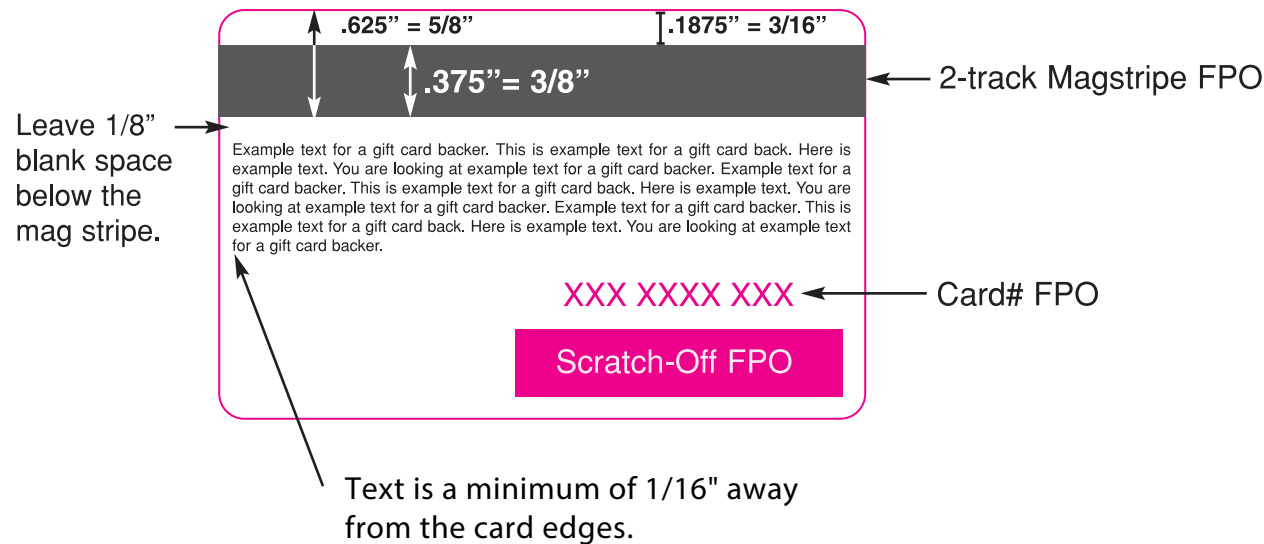 .625” = 5/8”
.1875” = 3/16”
.375”= 3/8”
2-track Magstripe FPO
Leave 1/8”
blank space
below the
mag stripe.
Example text for a gift card backer. This is example text for a gift card back. Here is
example text. You are looking at example text for a gift card backer. Example text for a
gift card backer. This is example text for a gift card back. Here is example text. You are
looking at example text for a gift card backer. Example text for a gift card backer. This is
example text for a gift card back. Here is example text. You are looking at example text
for a gift card backer.
XXX XXXX XXX
Card# FPO
Scratch-Off FPO
Text is a minimum of 1/16" away
from the card edges.